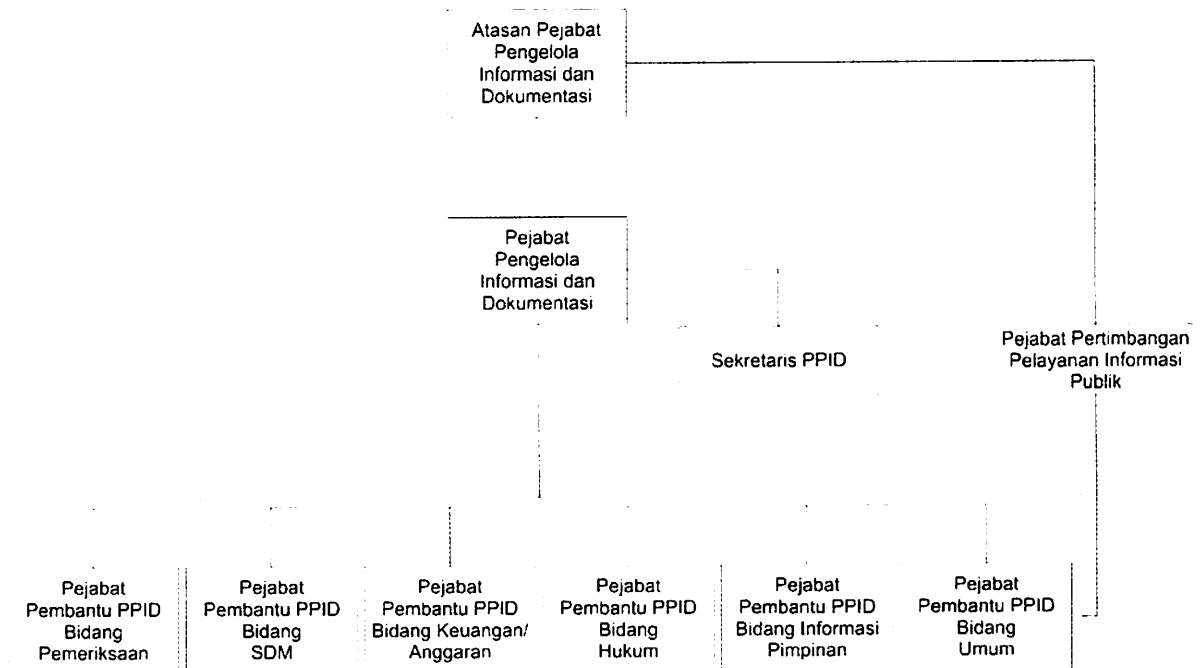 Atasan Pejabat
Pengelola
Informasi dan
Dokumentasi
Pejabat
Pengelola
Informasi dan
Dokumentasi
Sekretaris PPID
Pejabat Pertimbangan
Pelayanan Informasi
Publik
Pejabat
Pembantu PPID
Bidang
Pemeriksaan
Pejabat
Pembantu PPID
Bidang
SDM
Pejabat
Pembantu PPID
Bidang Keuangan/
Anggaran
Pejabat
Pembantu PPID
Bidang
Hukum
Pejabat
Pembantu PPID
Bidang Informasi
Pimpinan
Pejabat
Pembantu PPID
Bidang
Umum